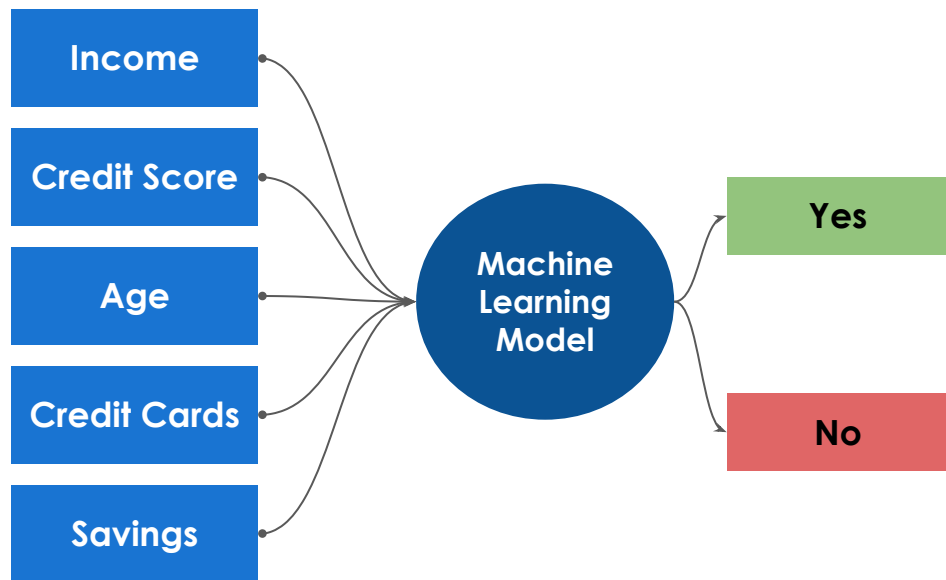 Income
Credit Score
Age
Credit Cards
Savings
Machine
Learning
Model
Yes
No